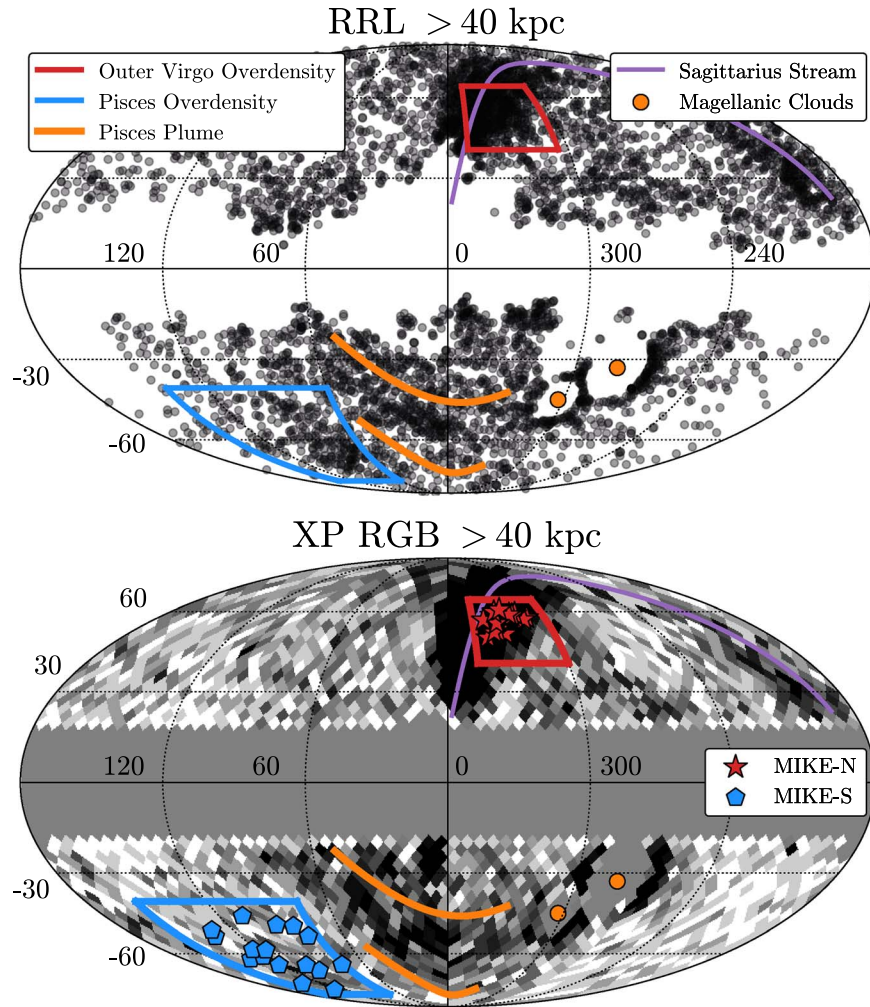 RRL > 40 kpc
Outer Virgo Overdensity
Pisces Overdensity
Pisces Plume
Sagittarius Stream
Magellanic Clouds
120 60 0 300 240
-30
-60
XP RGB > 40 kpc
60
30
120 60 0 300
MIKE-N
MIKE-S
-30
-60